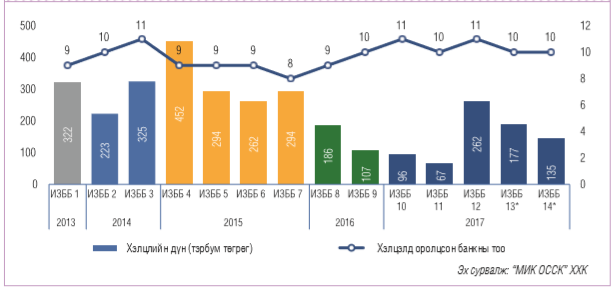 500 12
11 11 11
10 10 10 10 10
9 9 9 9 9
8
400 10
300 8
200 6
100 4
0 2
0
322 223 325 452 294 262 294 186 107 96 67 262 177 135
ИЗББ 1 ИЗББ 2 ИЗББ 3 ИЗББ 4 ИЗББ 5 ИЗББ 6 ИЗББ 7 ИЗББ 8 ИЗББ 9 ИЗББ 10 ИЗББ 11 ИЗББ 12 ИЗББ 13* ИЗББ 14*
2013 2014 2015 2016 2017
Хэлцлийн дүн (тэрбум төгрөг) Хэлцэлд оролцсон банкны тоо
Эх сурвалж: "МИК ОССК" ХХК